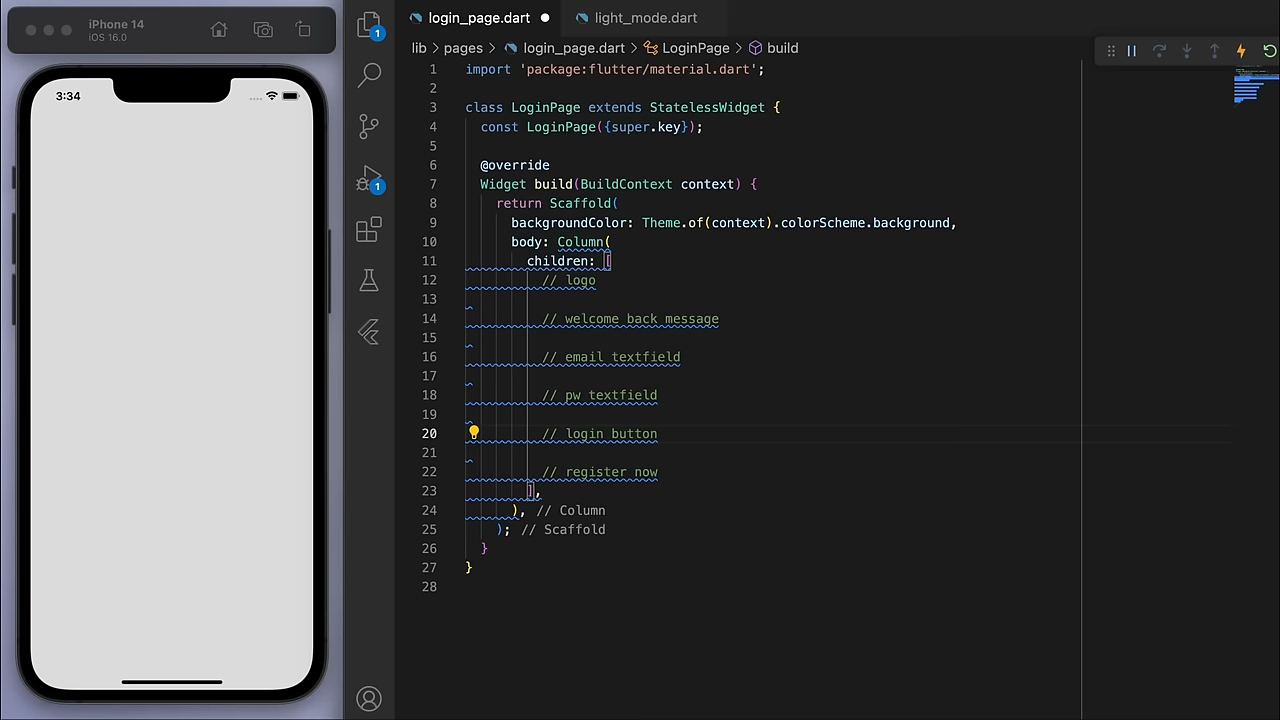 iPhone 14
iOS 16.0
3:34
1
1
login_page.dart
light_mode.dart
lib > pages > login_page.dart > LoginPage > build
1 import 'package:flutter/material.dart';
2
3 class LoginPage extends StatelessWidget {
4 const LoginPage({super.key});
5
6 @override
7 Widget build(BuildContext context) {
8 return Scaffold(
9 backgroundColor: Theme.of(context).colorScheme.background,
10 body: Column(
11 children: [
12 // logo
13
14 // welcome back message
15
16 // email textfield
17
18 // pw textfield
19
20 // login button
21
22 // register now
23 ],
24 ), // Column
25 ); // Scaffold
26 }
27 }
28